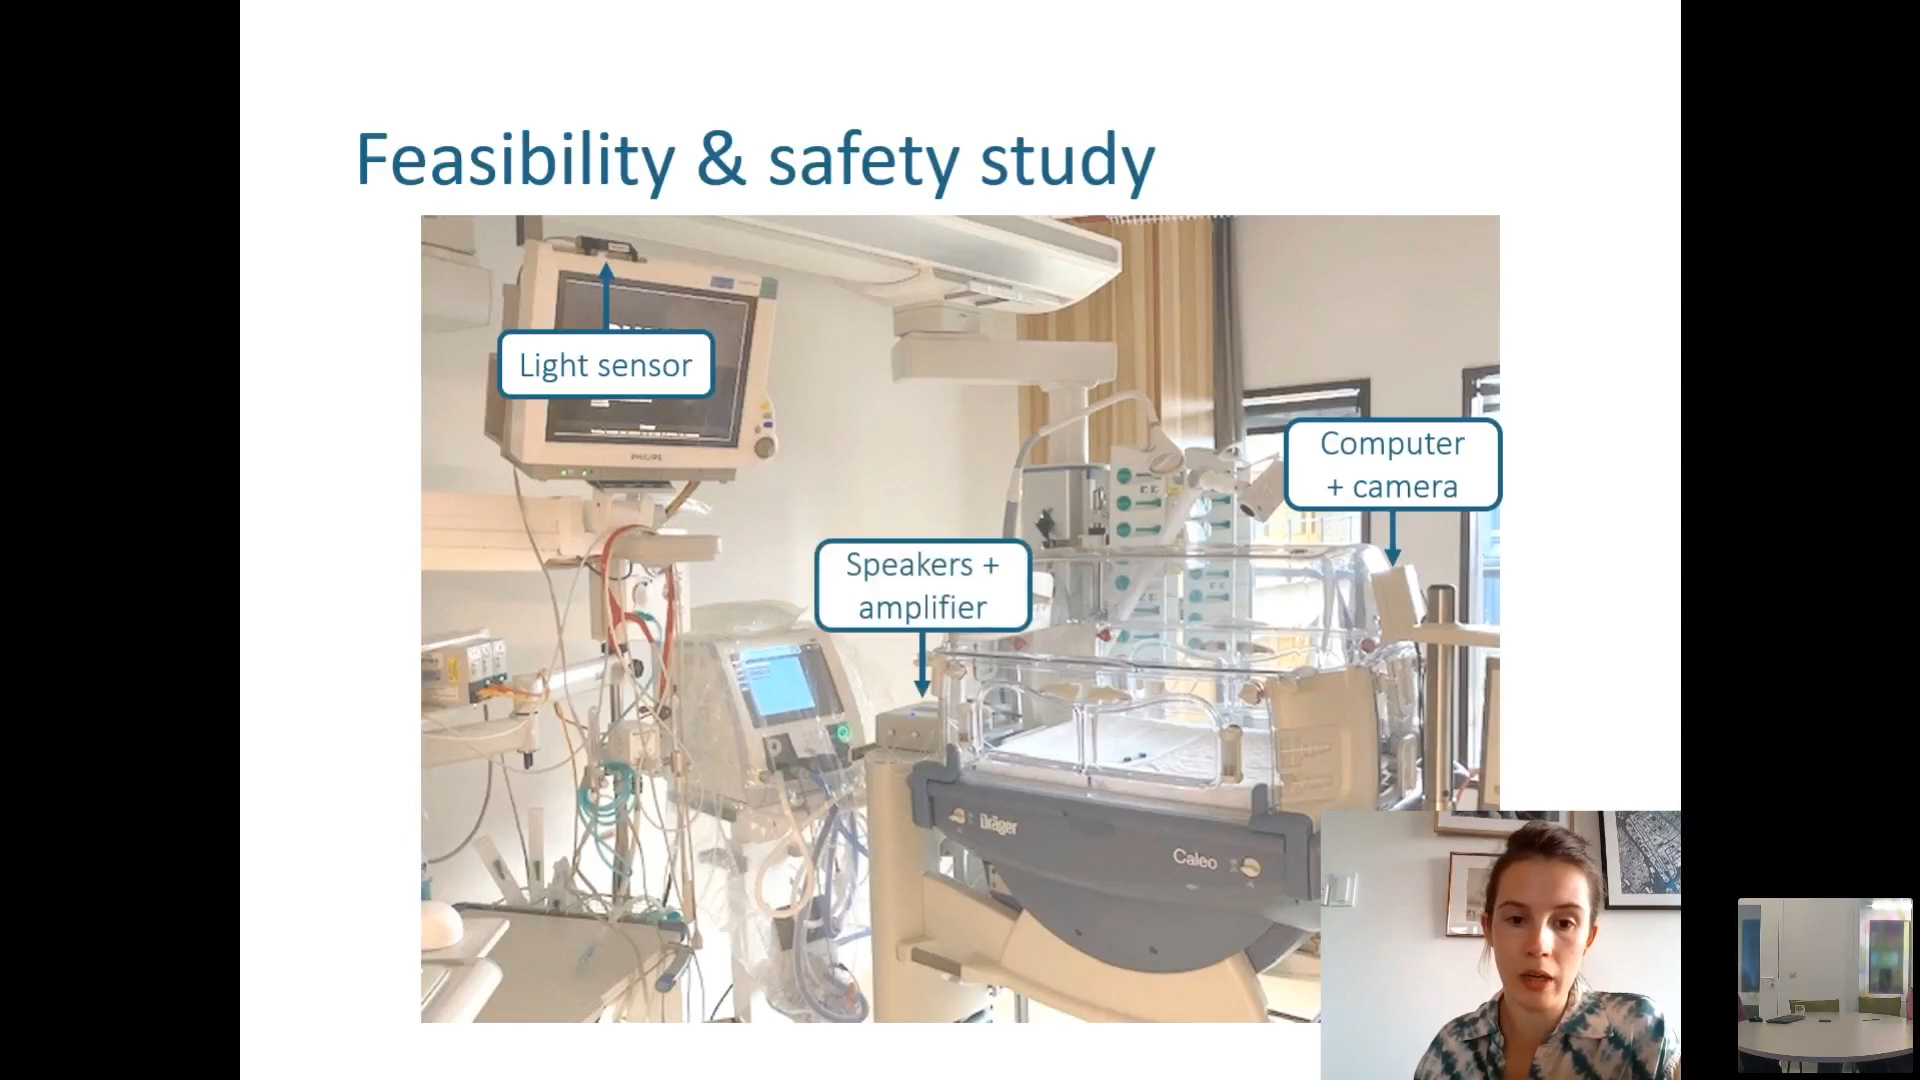 Feasibility & safety study
Light sensor
PHILIPS
Computer
+ camera
Speakers +
amplifier
Dräger
Caleo